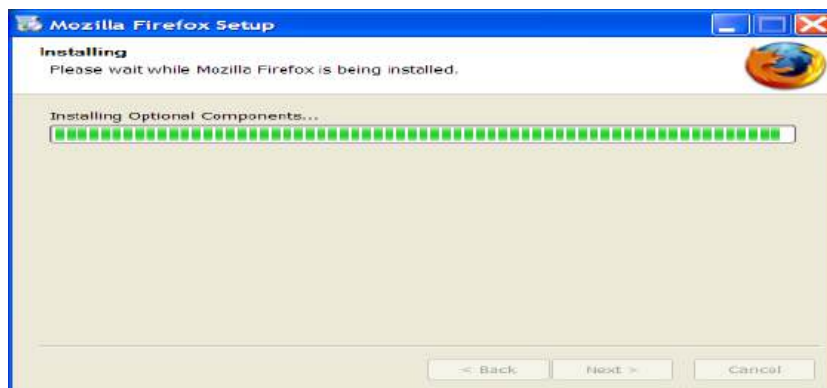 Mozilla Firefox Setup
Installing
Please wait while Mozilla Firefox is being installed.
Installing Optional Components...
< Back
Next >
Cancel